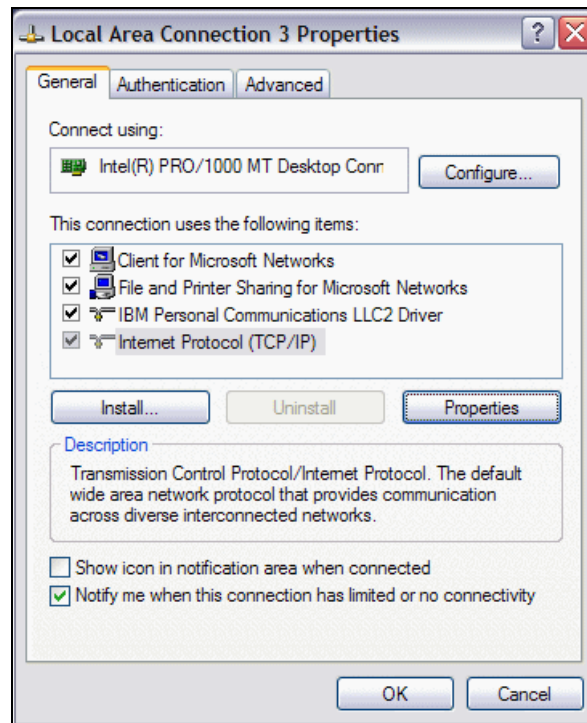 Local Area Connection 3 Properties
General Authentication Advanced
Connect using:
Intel(R) PRO/1000 MT Desktop Conn
Configure...
This connection uses the following items:
Client for Microsoft Networks
File and Printer Sharing for Microsoft Networks
IBM Personal Communications LLC2 Driver
Internet Protocol (TCP/IP)
Install... Uninstall Properties
Description
Transmission Control Protocol/Internet Protocol. The default
wide area network protocol that provides communication
across diverse interconnected networks.
Show icon in notification area when connected
Notify me when this connection has limited or no connectivity
OK Cancel